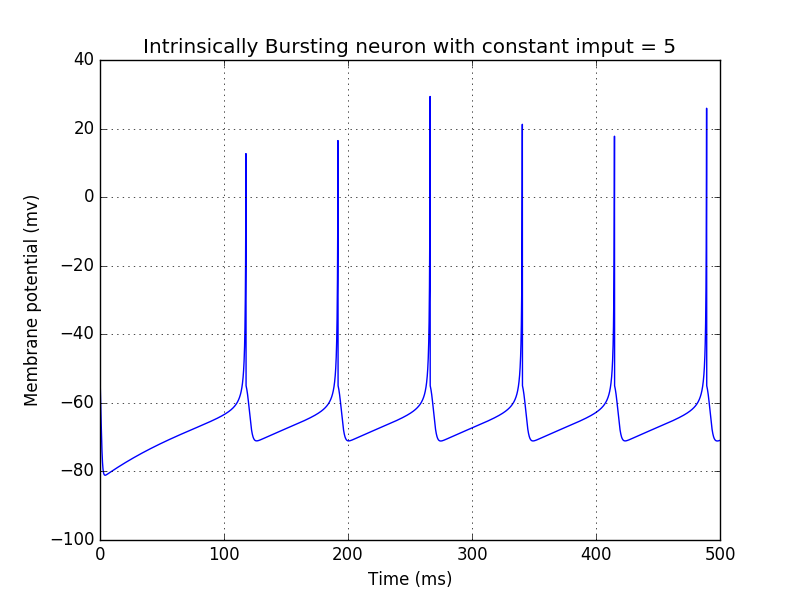 Intrinsically Bursting neuron with constant imput = 5
40
20
0
−20
−40
−60
−80
−100
Membrane potential (mv)
0 100 200 300 400 500
Time (ms)